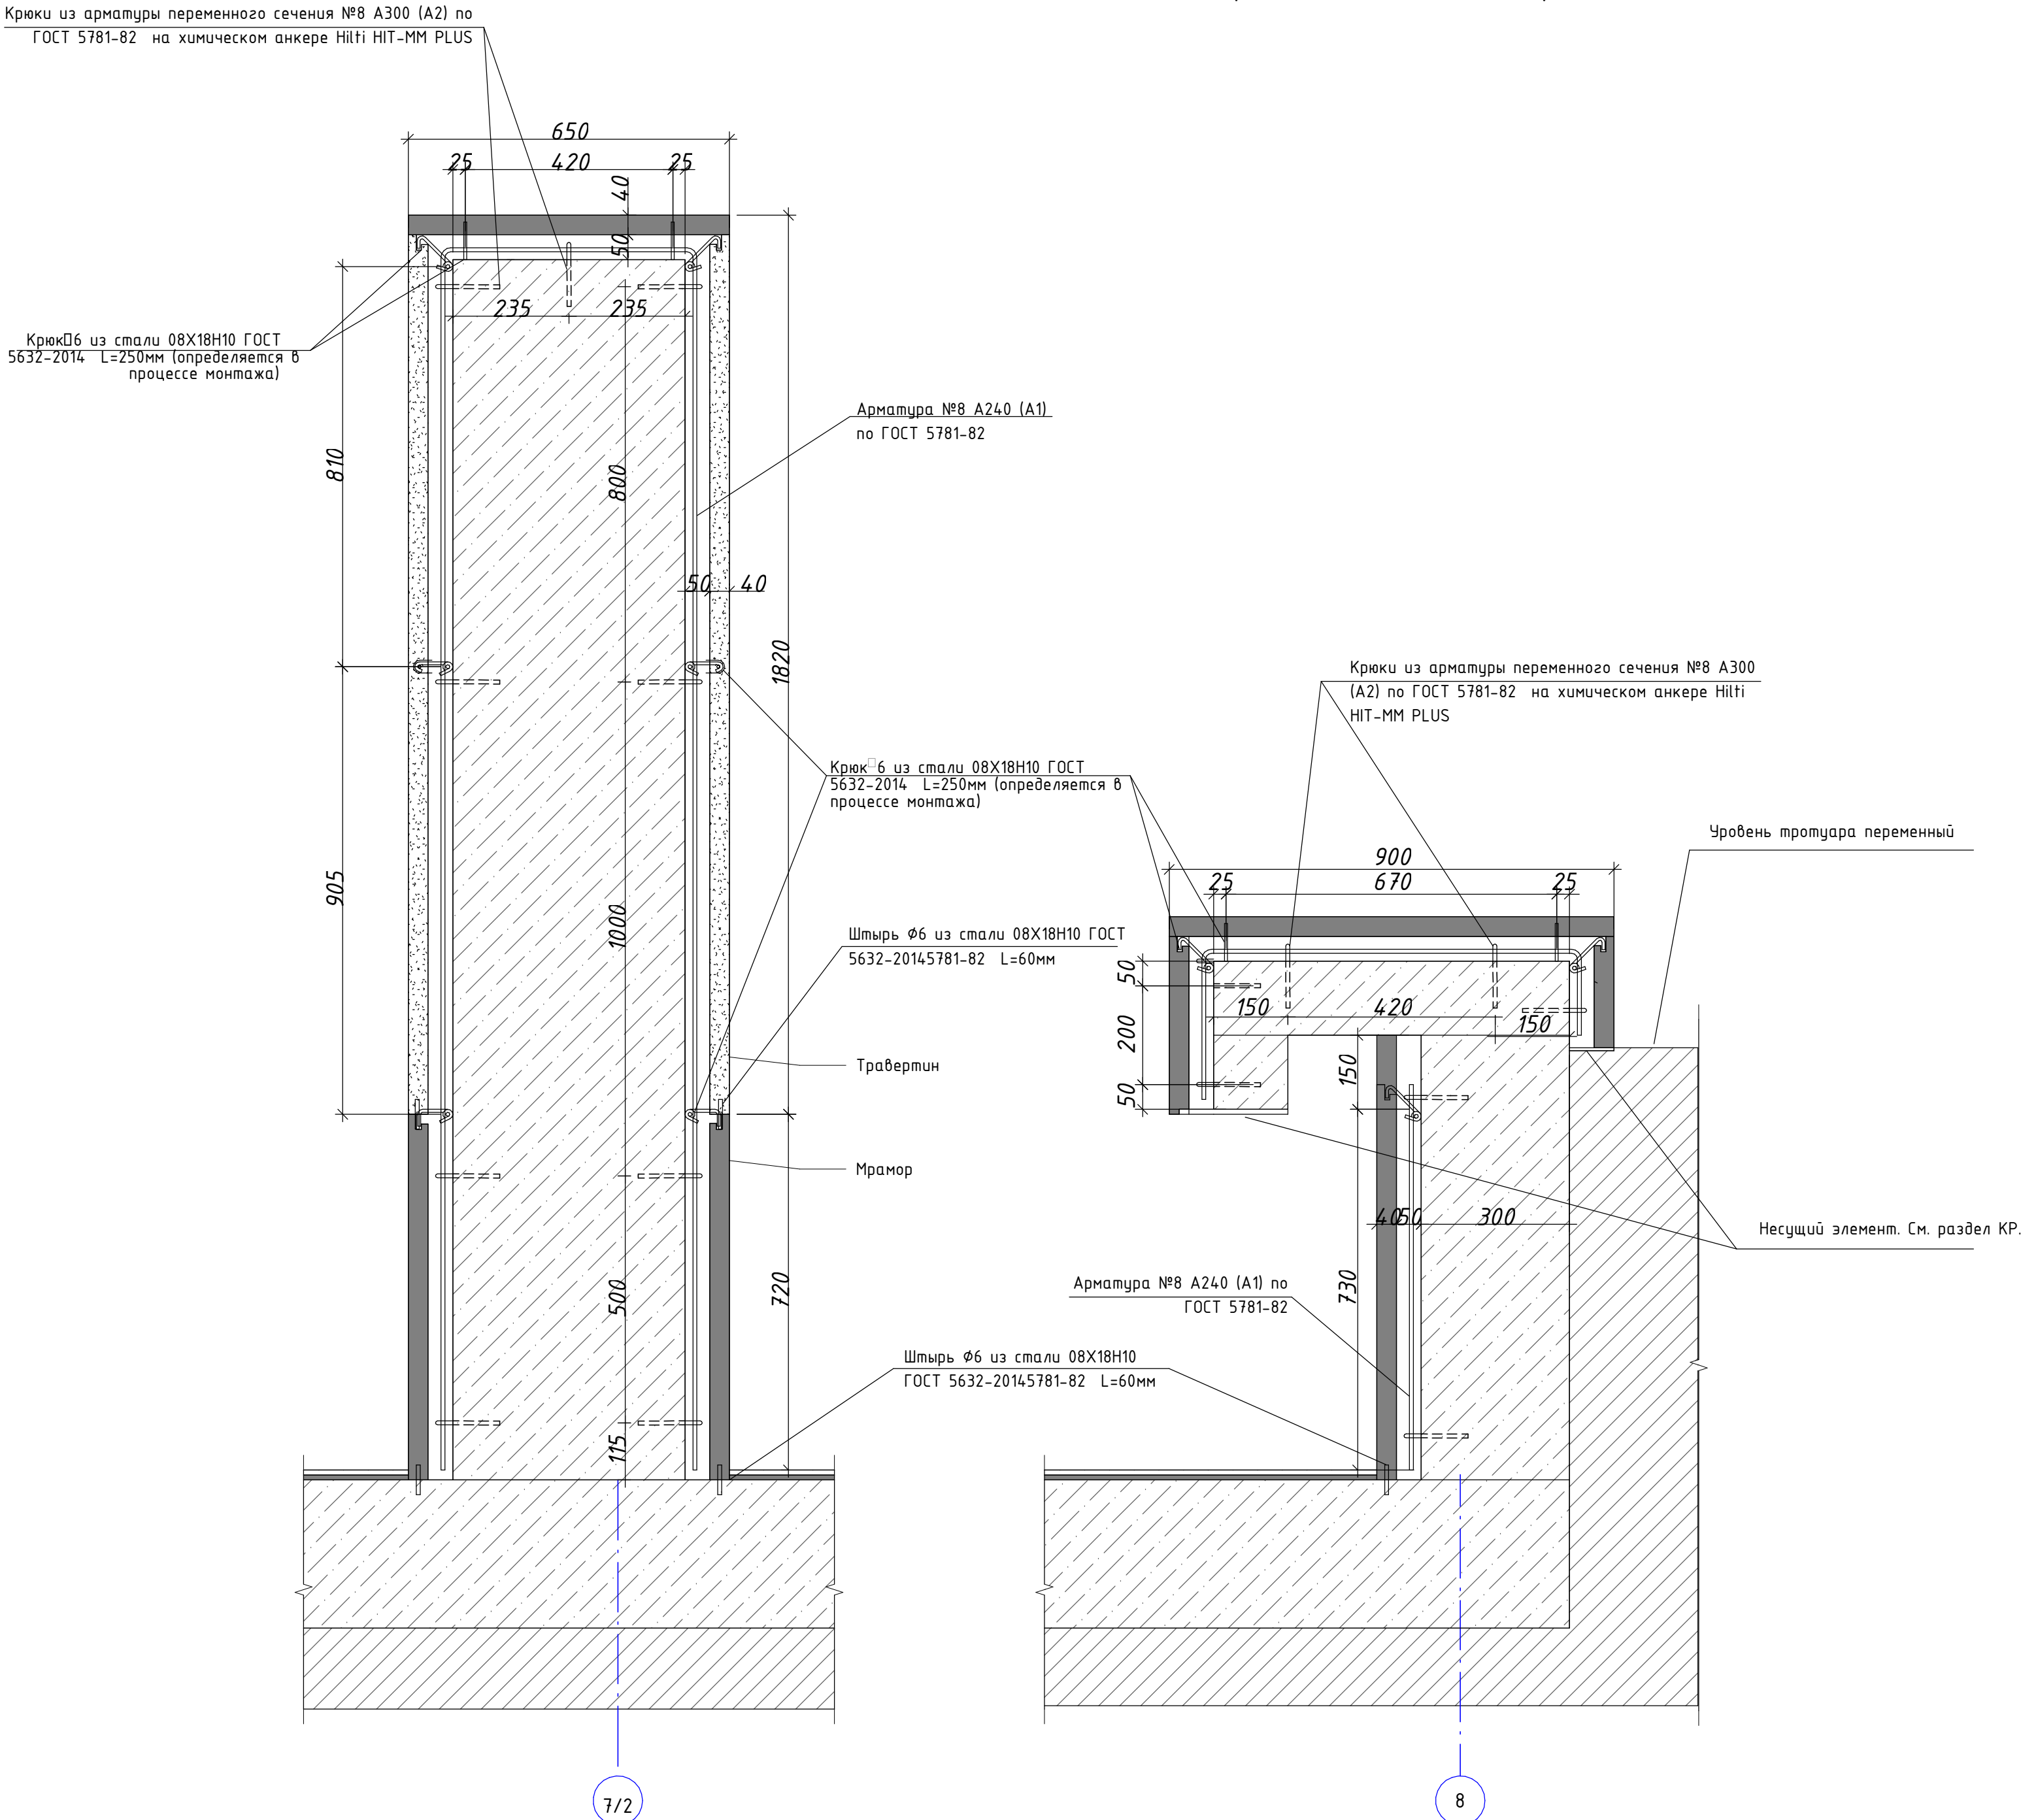 Крюки из арматуры переменного сечения №8 А300 (А2) по
ГОСТ 5781-82 на химическом анкере Hilti HIT-MM PLUS
650
25
420
25
40
50
235
235
Крюк□6 из стали 08Х18Н10 ГОСТ
5632-2014 L=250мм (определяется в
процессе монтажа)
810
Арматура №8 А240 (А1)
по ГОСТ 5781-82
800
50
40
1820
905
1000
Крюк□6 из стали 08Х18Н10 ГОСТ
5632-2014 L=250мм (определяется в
процессе монтажа)
Штырь Ø6 из стали 08Х18Н10 ГОСТ
5632-20145781-82 L=60мм
Травертин
Мрамор
500
720
115
Штырь Ø6 из стали 08Х18Н10
ГОСТ 5632-20145781-82 L=60мм
7/2
Крюки из арматуры переменного сечения №8 А300
(А2) по ГОСТ 5781-82 на химическом анкере Hilti
HIT-MM PLUS
Уровень тротуара переменный
900
25
670
25
50
200
50
150
420
150
150
40
50
300
730
Несущий элемент. См. раздел КР.
Арматура №8 А240 (А1) по
ГОСТ 5781-82
8